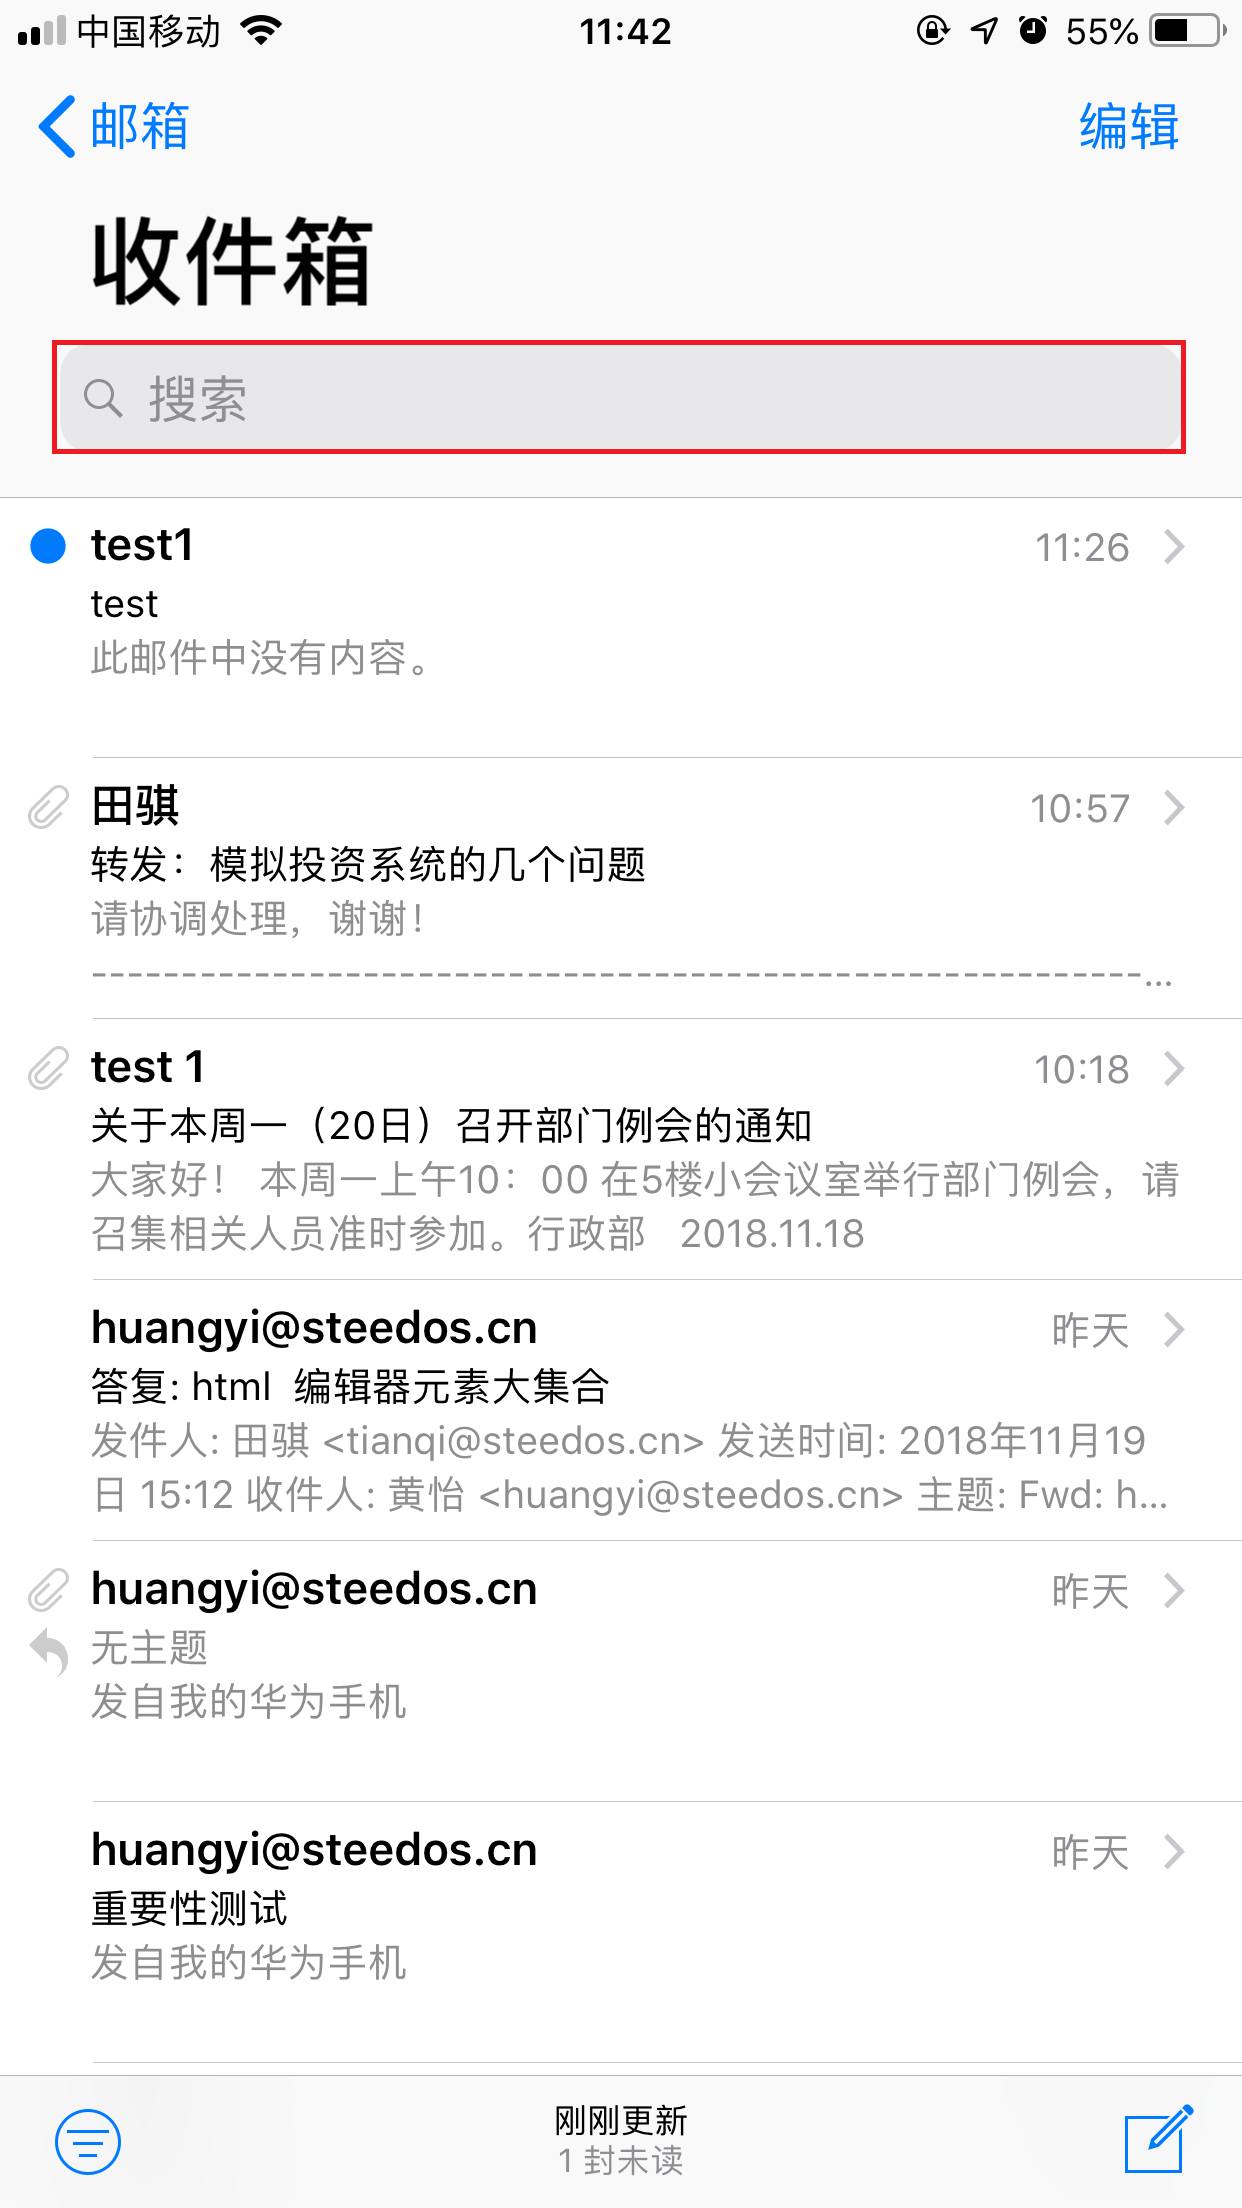 中国移动 11:42 55%
邮箱 编辑
收件箱
搜索
test1 11:26
test
此邮件中没有内容。
田骐 10:57
转发：模拟投资系统的几个问题
请协调处理，谢谢！
----------------------------------------------------------...
test 1 10:18
关于本周一（20日）召开部门例会的通知
大家好！ 本周一上午10：00 在5楼小会议室举行部门例会，请
召集相关人员准时参加。行政部 2018.11.18
huangyi@steedos.cn 昨天
答复: html 编辑器元素大集合
发件人: 田骐 <tianqi@steedos.cn> 发送时间: 2018年11月19
日 15:12 收件人: 黄怡 <huangyi@steedos.cn> 主题: Fwd: h...
huangyi@steedos.cn 昨天
无主题
发自我的华为手机
huangyi@steedos.cn 昨天
重要性测试
发自我的华为手机
刚刚更新
1 封未读